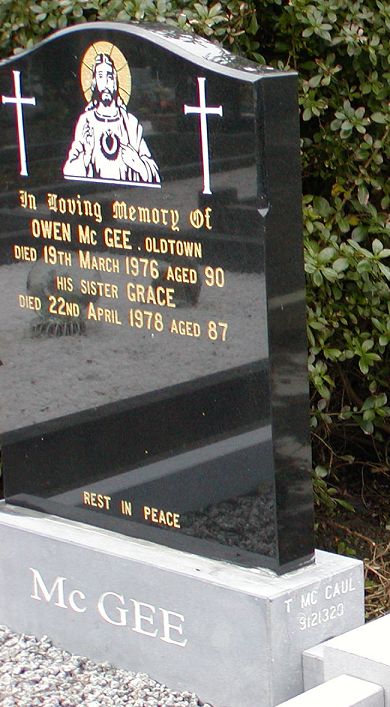 In Loving Memory Of
OWEN Mc GEE . OLDTOWN
DIED 19TH MARCH 1976 AGED 90
HIS SISTER GRACE
DIED 22ND APRIL 1978 AGED 87
REST IN PEACE
Mc GEE
T MC CAUL
9121320